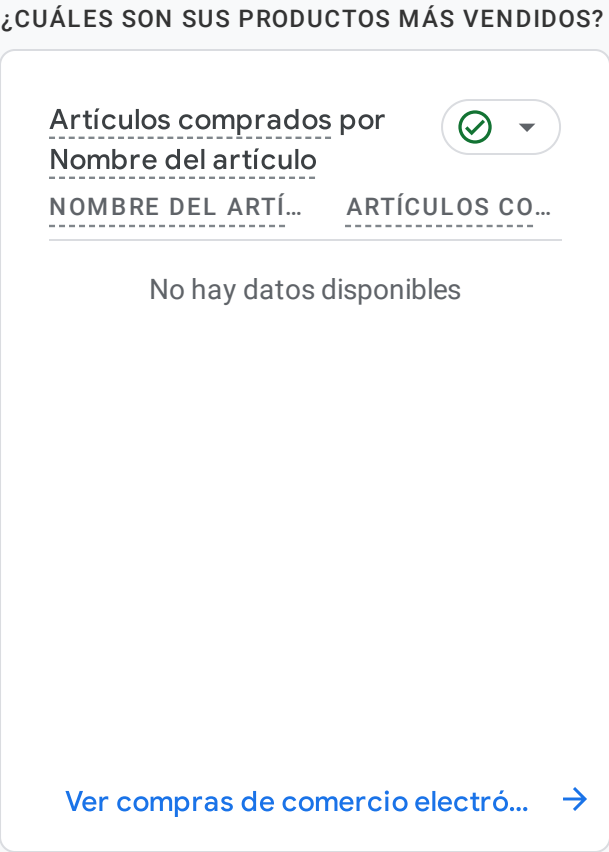 ¿CUÁLES SON SUS PRODUCTOS MÁS VENDIDOS?
Artículos comprados por
Nombre del artículo
NOMBRE DEL ARTÍ… ARTÍCULOS CO…
No hay datos disponibles
Ver compras de comercio electró…